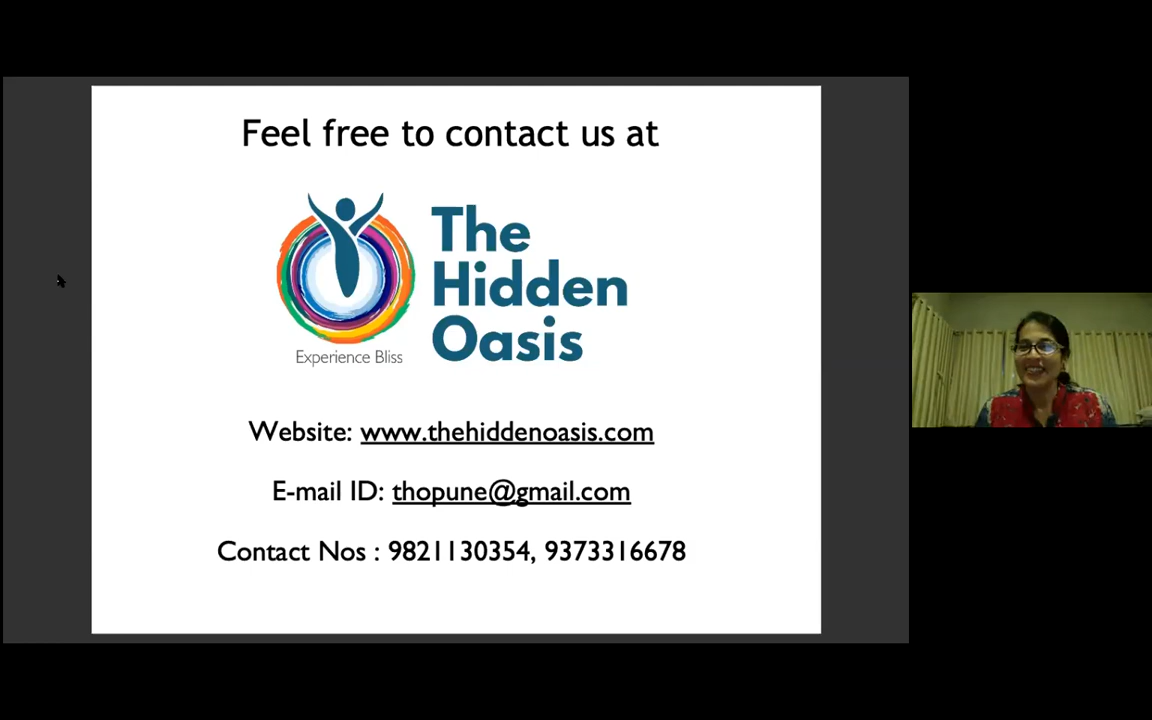 Feel free to contact us at
The
Hidden
Oasis
Experience Bliss
Website: www.thehiddenoasis.com
E-mail ID: thopune@gmail.com
Contact Nos : 9821130354, 9373316678